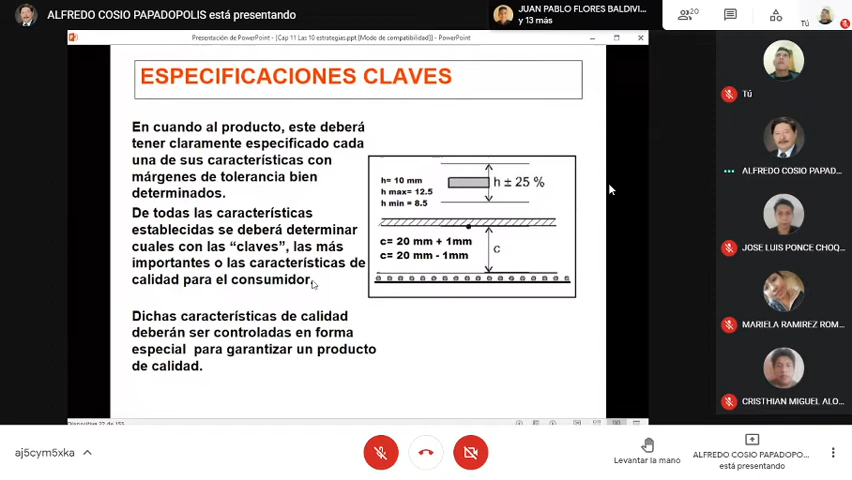 ALFREDO COSIO PAPADOPOLIS está presentando
JUAN PABLO FLORES BALDIVI...
y 13 más
20
Tú
Presentación de PowerPoint - [Cap 11 Las 10 estrategias.ppt [Modo de compatibilidad]] - PowerPoint
ESPECIFICACIONES CLAVES
En cuando al producto, este deberá
tener claramente especificado cada
una de sus características con
márgenes de tolerancia bien
determinados.
De todas las características
establecidas se deberá determinar
cuales con las “claves”, las más
importantes o las características de
calidad para el consumidor.
Dichas características de calidad
deberán ser controladas en forma
especial para garantizar un producto
de calidad.
h= 10 mm
h max= 12.5
h min = 8.5
h ± 25 %
c= 20 mm + 1mm
c= 20 mm - 1mm
c
Tú
ALFREDO COSIO PAPAD...
JOSE LUIS PONCE CHOQ...
MARIELA RAMIREZ ROM...
CRISTHIAN MIGUEL ALO...
aj5cym5xka
Levantar la mano
ALFREDO COSIO PAPADOPO...
está presentando